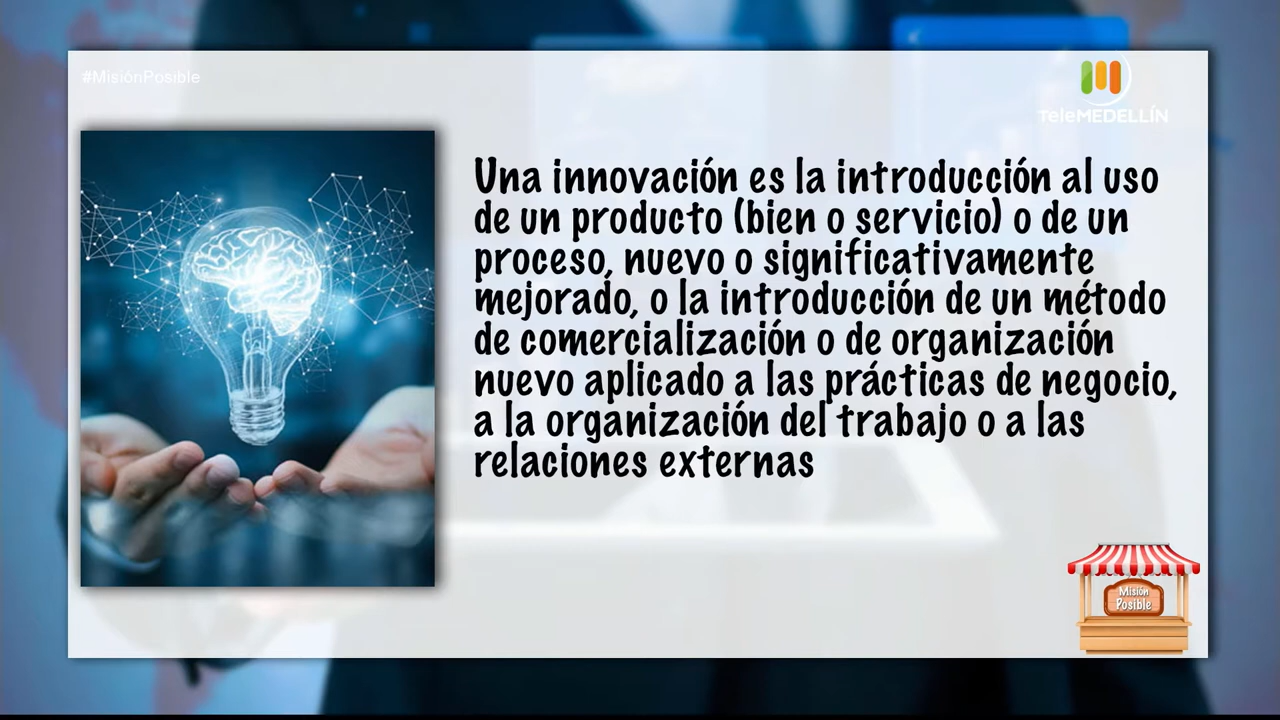 #MisiónPosible
TeleMEDELLÍN
Una innovación es la introducción al uso
de un producto (bien o servicio) o de un
proceso, nuevo o significativamente
mejorado, o la introducción de un método
de comercialización o de organización
nuevo aplicado a las prácticas de negocio,
a la organización del trabajo o a las
relaciones externas
Misión
Posible